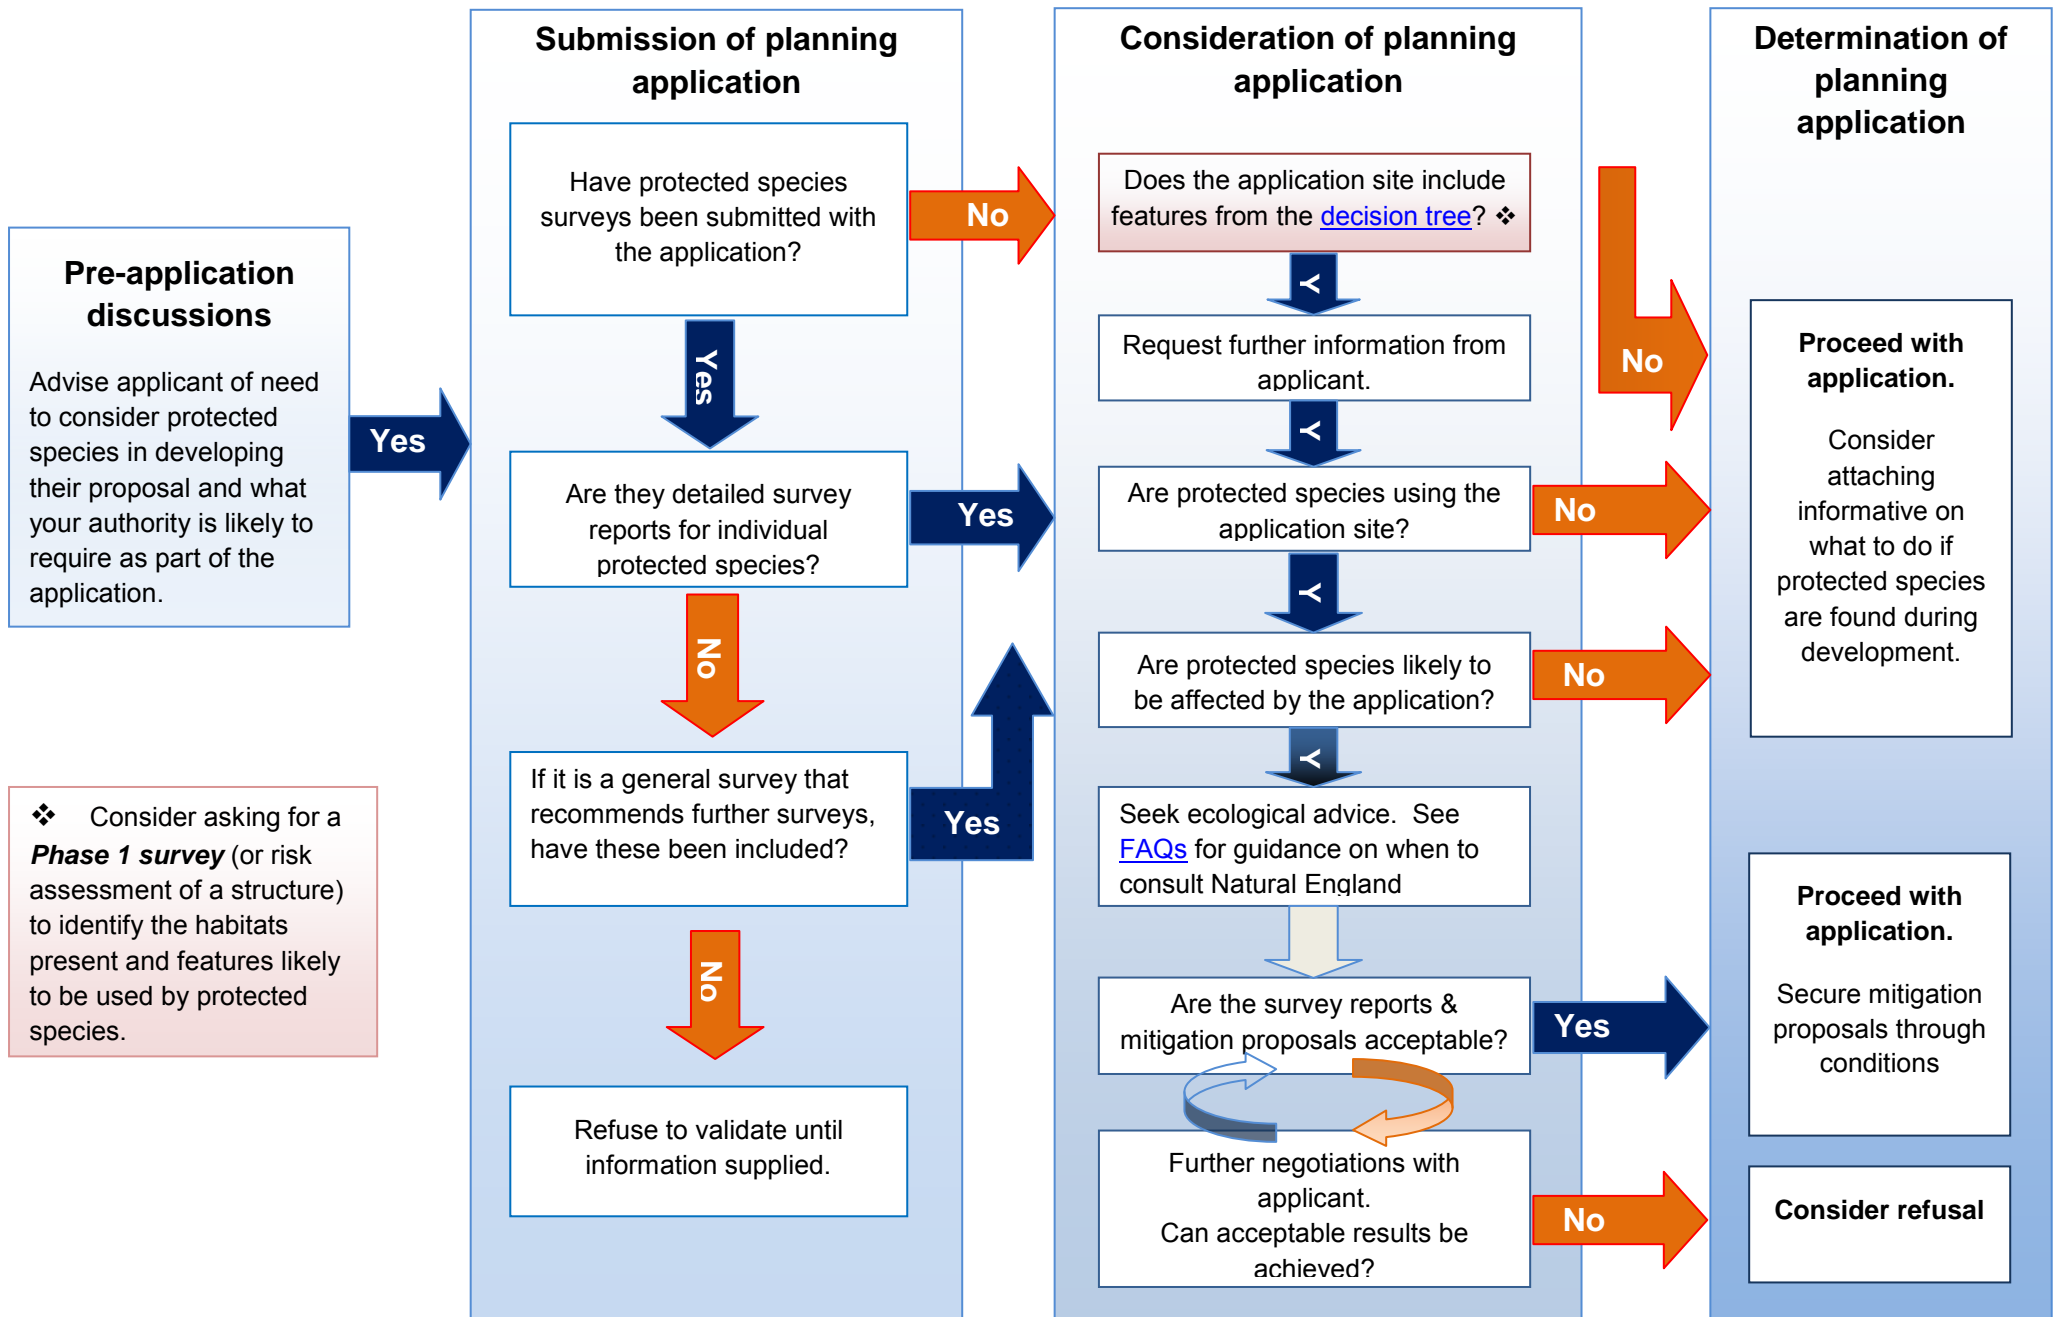 Pre-application
discussions
Advise applicant of need
to consider protected
species in developing
their proposal and what
your authority is likely to
require as part of the
application.
Yes
❖ Consider asking for a
Phase 1 survey (or risk
assessment of a structure)
to identify the habitats
present and features likely
to be used by protected
species.
Submission of planning
application
Have protected species
surveys been submitted with
the application?
No
Yes
Are they detailed survey
reports for individual
protected species?
Yes
No
If it is a general survey that
recommends further surveys,
have these been included?
Yes
No
Refuse to validate until
information supplied.
Consideration of planning
application
Does the application site include
features from the decision tree? ❖
No
Y
Request further information from
applicant.
Y
Are protected species using the
application site?
No
Y
Are protected species likely to
be affected by the application?
No
Y
Seek ecological advice. See
FAQs for guidance on when to
consult Natural England
Are the survey reports &
mitigation proposals acceptable?
Yes
Further negotiations with
applicant.
Can acceptable results be
achieved?
No
Determination of
planning
application
Proceed with
application.
Consider
attaching
informative on
what to do if
protected species
are found during
development.
Proceed with
application.
Secure mitigation
proposals through
conditions
Consider refusal